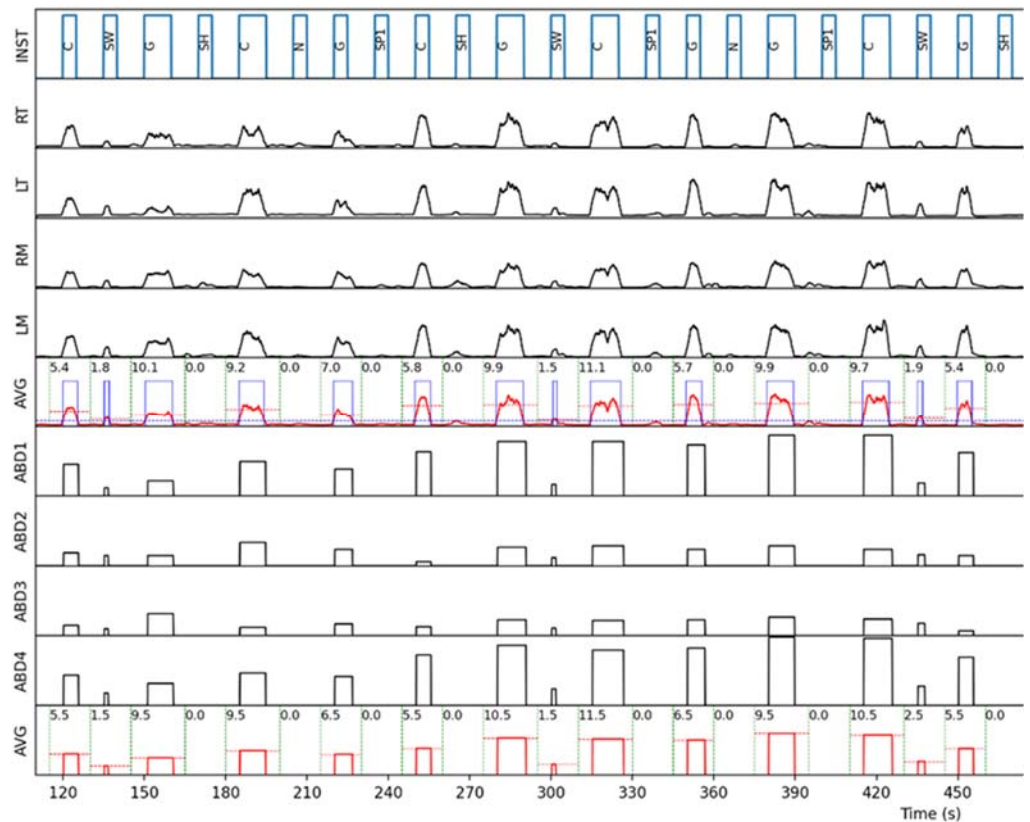 INST C SW G SH C N G SP1 C SH G SW C SP1 G N G SP1 C SW G SH
RT
LT
RM
LM
AVG 5.4 1.8 10.1 0.0 9.2 0.0 7.0 0.0 5.8 0.0 9.9 1.5 11.1 0.0 5.7 0.0 9.9 0.0 9.7 1.9 5.4 0.0
ABD1
ABD2
ABD3
ABD4
AVG 5.5 1.5 9.5 0.0 9.5 0.0 6.5 0.0 5.5 0.0 10.5 1.5 11.5 0.0 6.5 0.0 9.5 0.0 10.5 2.5 5.5 0.0
120 150 180 210 240 270 300 330 360 390 420 450
Time (s)